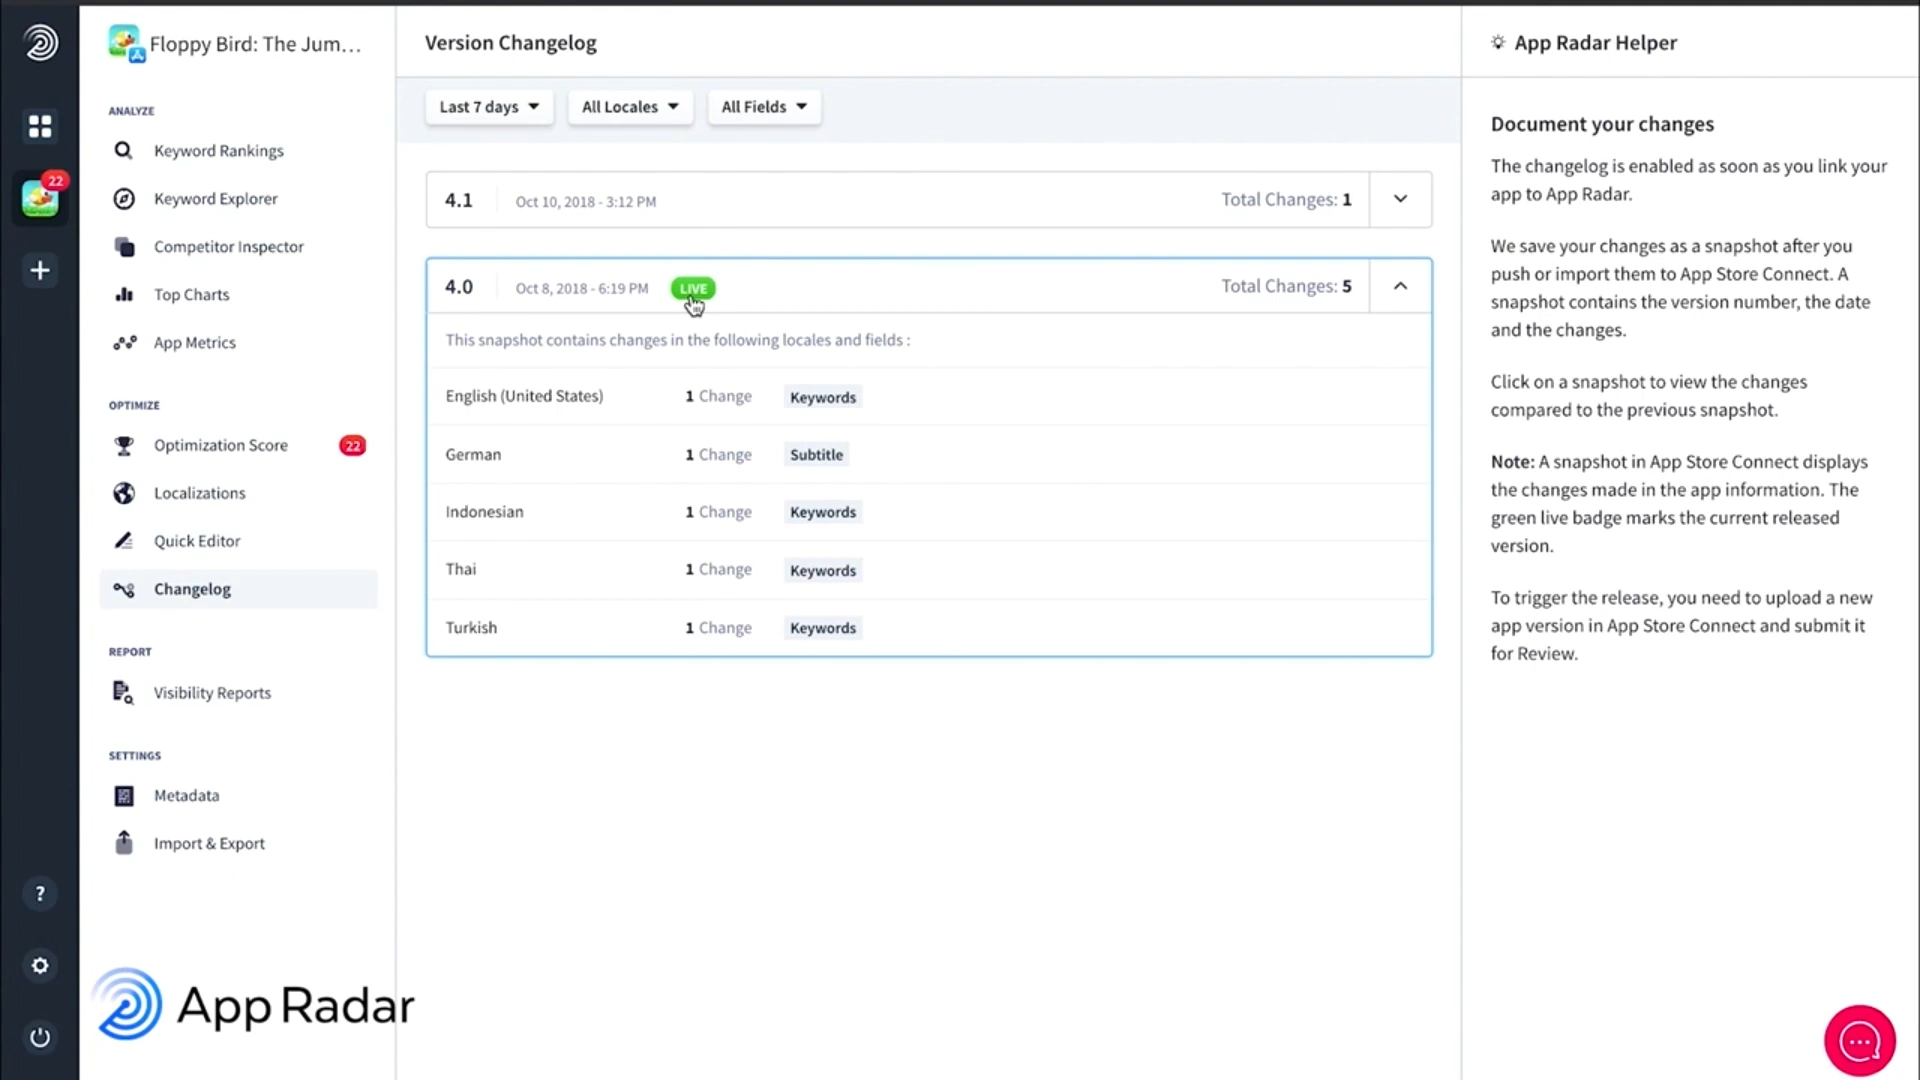 Floppy Bird: The Jum...
ANALYZE
Keyword Rankings
Keyword Explorer
Competitor Inspector
Top Charts
App Metrics
OPTIMIZE
Optimization Score 22
Localizations
Quick Editor
Changelog
REPORT
Visibility Reports
SETTINGS
Metadata
Import & Export
22
?
App Radar
Version Changelog
Last 7 days All Locales All Fields
4.1 Oct 10, 2018 - 3:12 PM Total Changes: 1
4.0 Oct 8, 2018 - 6:19 PM LIVE Total Changes: 5
This snapshot contains changes in the following locales and fields :
English (United States) 1 Change Keywords
German 1 Change Subtitle
Indonesian 1 Change Keywords
Thai 1 Change Keywords
Turkish 1 Change Keywords
App Radar Helper
Document your changes
The changelog is enabled as soon as you link your
app to App Radar.
We save your changes as a snapshot after you
push or import them to App Store Connect. A
snapshot contains the version number, the date
and the changes.
Click on a snapshot to view the changes
compared to the previous snapshot.
Note: A snapshot in App Store Connect displays
the changes made in the app information. The
green live badge marks the current released
version.
To trigger the release, you need to upload a new
app version in App Store Connect and submit it
for Review.